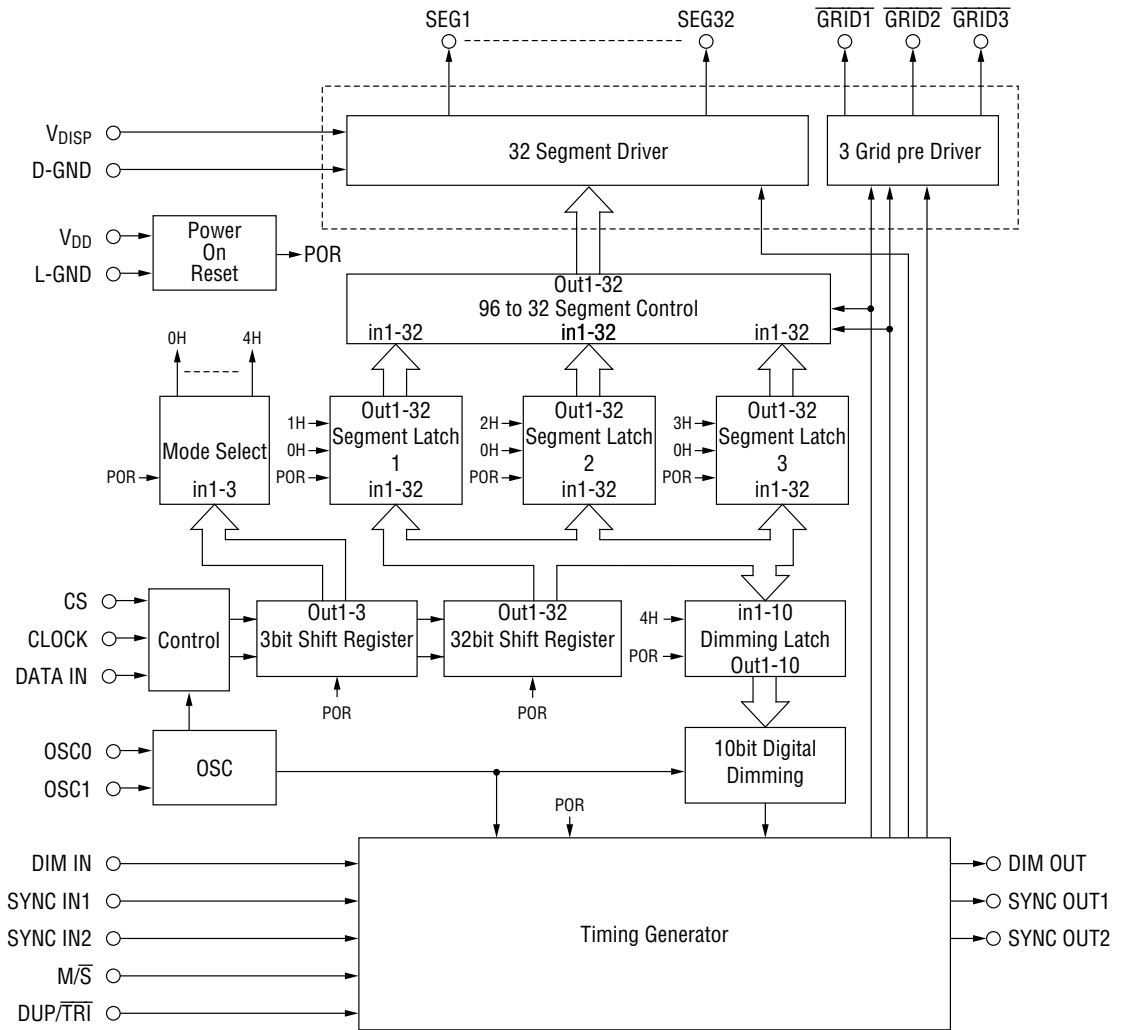 SEG1
SEG32
G̅R̅I̅D̅1̅
G̅R̅I̅D̅2̅
G̅R̅I̅D̅3̅
VDISP
D-GND
32 Segment Driver
3 Grid pre Driver
VDD
L-GND
Power
On
Reset
POR
Out1-32
96 to 32 Segment Control
in1-32
in1-32
in1-32
0H
4H
Mode Select
in1-3
POR
1H
0H
POR
Out1-32
Segment Latch
1
in1-32
2H
0H
POR
Out1-32
Segment Latch
2
in1-32
3H
0H
POR
Out1-32
Segment Latch
3
in1-32
CS
CLOCK
DATA IN
Control
Out1-3
3bit Shift Register
POR
Out1-32
32bit Shift Register
POR
4H
POR
in1-10
Dimming Latch
Out1-10
OSC0
OSC1
OSC
10bit Digital
Dimming
POR
DIM IN
SYNC IN1
SYNC IN2
M/S̅
DUP/T̅R̅I̅
Timing Generator
DIM OUT
SYNC OUT1
SYNC OUT2